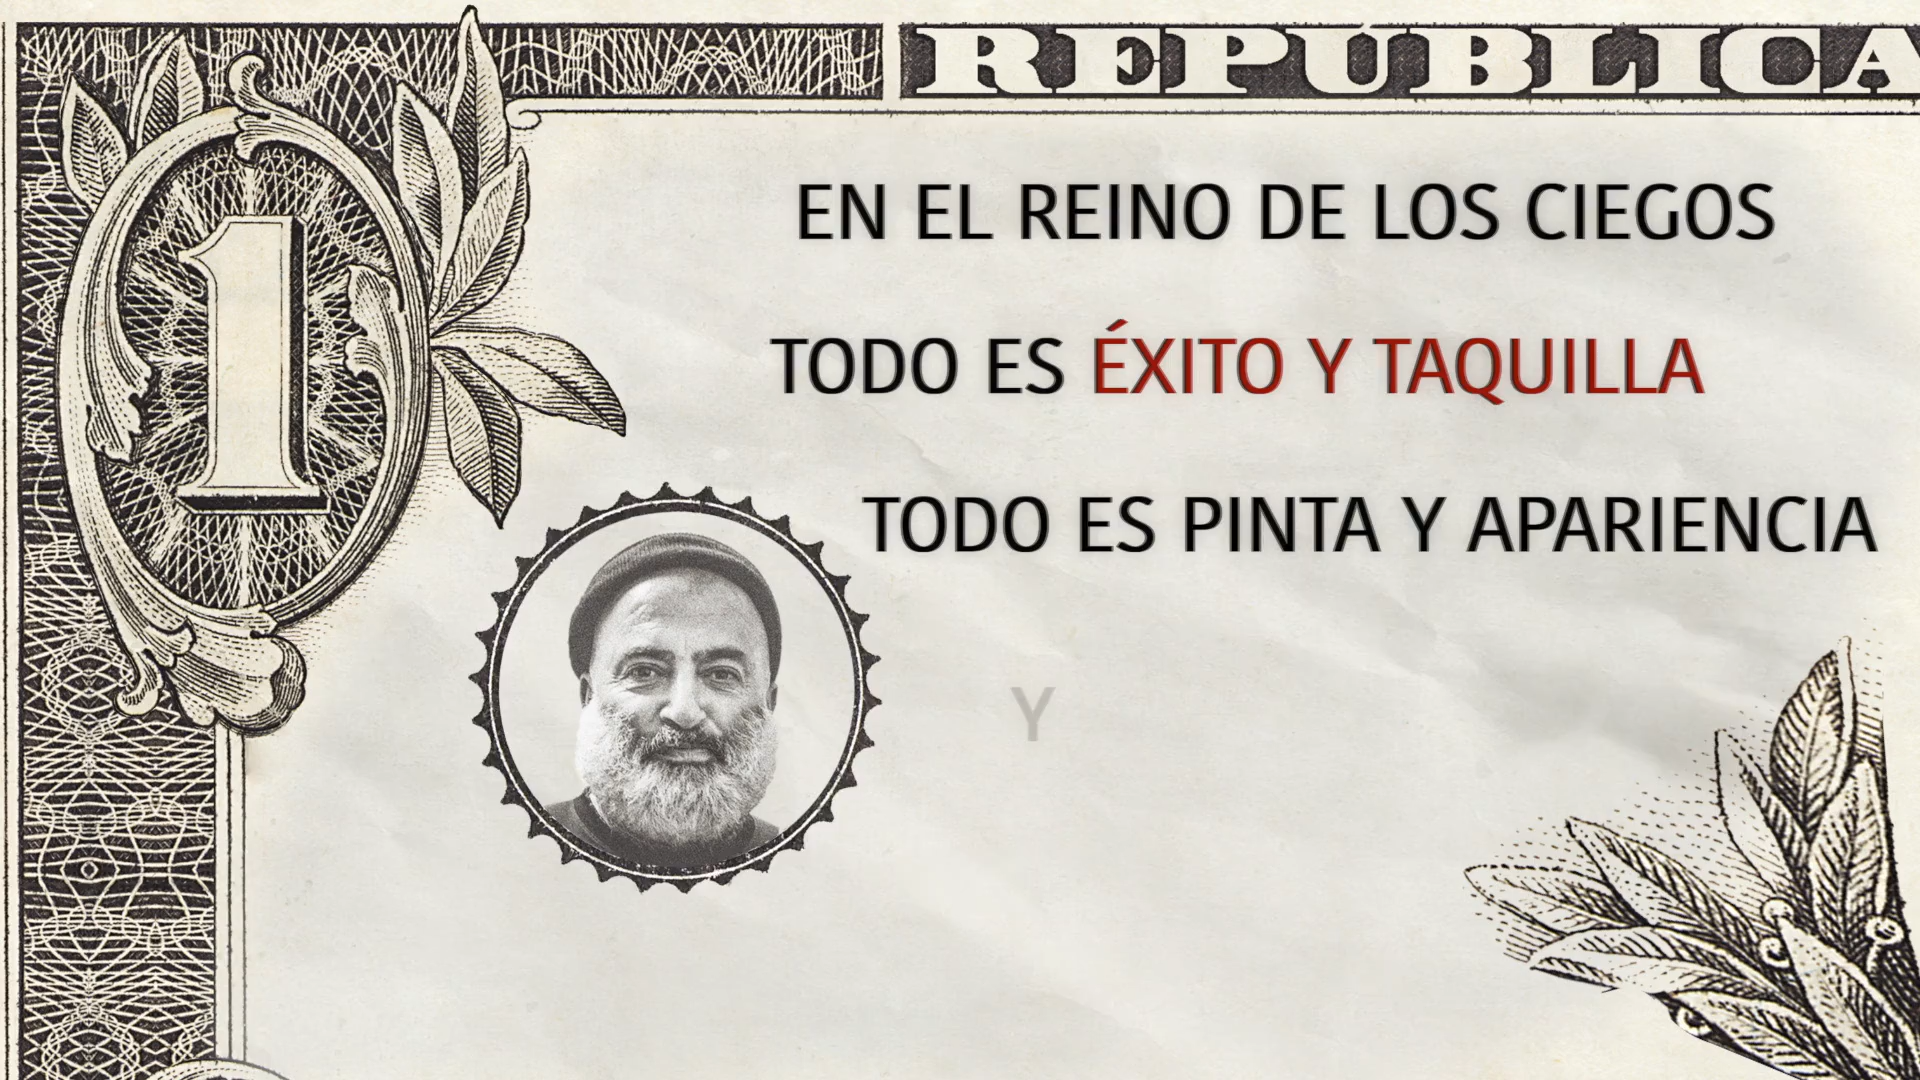 REPÚBLICA
1
EN EL REINO DE LOS CIEGOS
TODO ES ÉXITO Y TAQUILLA
TODO ES PINTA Y APARIENCIA
Y